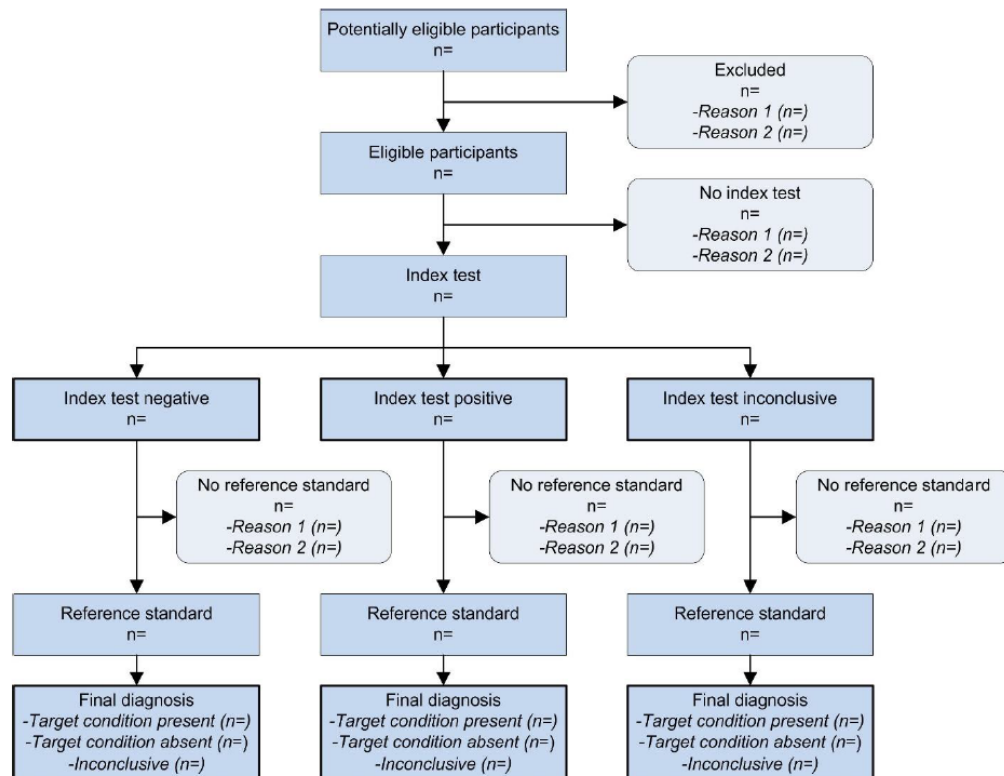 Potentially eligible participants
n=
Excluded
n=
-Reason 1 (n=)
-Reason 2 (n=)
Eligible participants
n=
No index test
n=
-Reason 1 (n=)
-Reason 2 (n=)
Index test
n=
Index test negative
n=
Index test positive
n=
Index test inconclusive
n=
No reference standard
n=
-Reason 1 (n=)
-Reason 2 (n=)
No reference standard
n=
-Reason 1 (n=)
-Reason 2 (n=)
No reference standard
n=
-Reason 1 (n=)
-Reason 2 (n=)
Reference standard
n=
Reference standard
n=
Reference standard
n=
Final diagnosis
-Target condition present (n=)
-Target condition absent (n=)
-Inconclusive (n=)
Final diagnosis
-Target condition present (n=)
-Target condition absent (n=)
-Inconclusive (n=)
Final diagnosis
-Target condition present (n=)
-Target condition absent (n=)
-Inconclusive (n=)